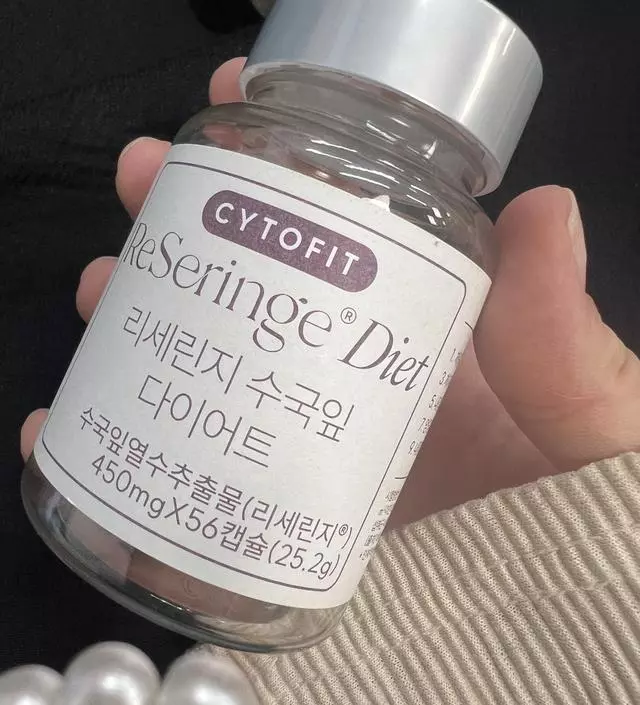 CYTOFIT
ReSeringe® Diet
리세린지 수국잎
다이어트
수국잎열수추출물(리세린지®)
450mgX56캡슐(25.2g)